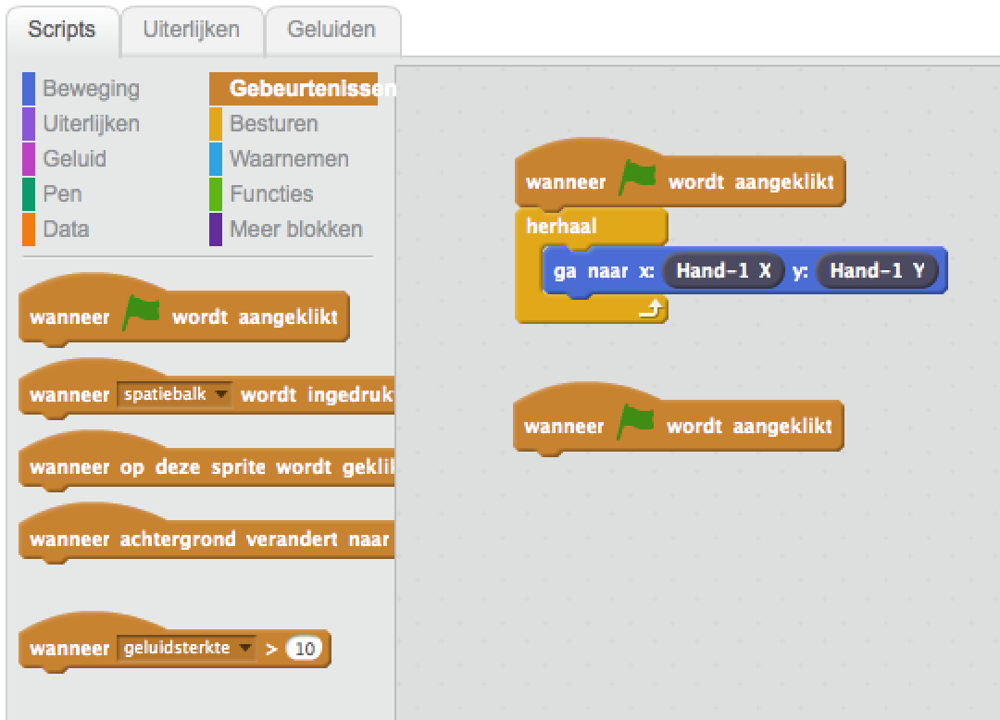 Scripts Uiterlijken Geluiden
Beweging Gebeurtenissen
Uiterlijken Besturen
Geluid Waarnemen
Pen Functies
Data Meer blokken
wanneer wordt aangeklikt
wanneer spatiebalk wordt ingedruk
wanneer op deze sprite wordt geklik
wanneer achtergrond verandert naar
wanneer geluidsterkte > 10
wanneer wordt aangeklikt
herhaal
ga naar x: Hand-1 X y: Hand-1 Y
wanneer wordt aangeklikt